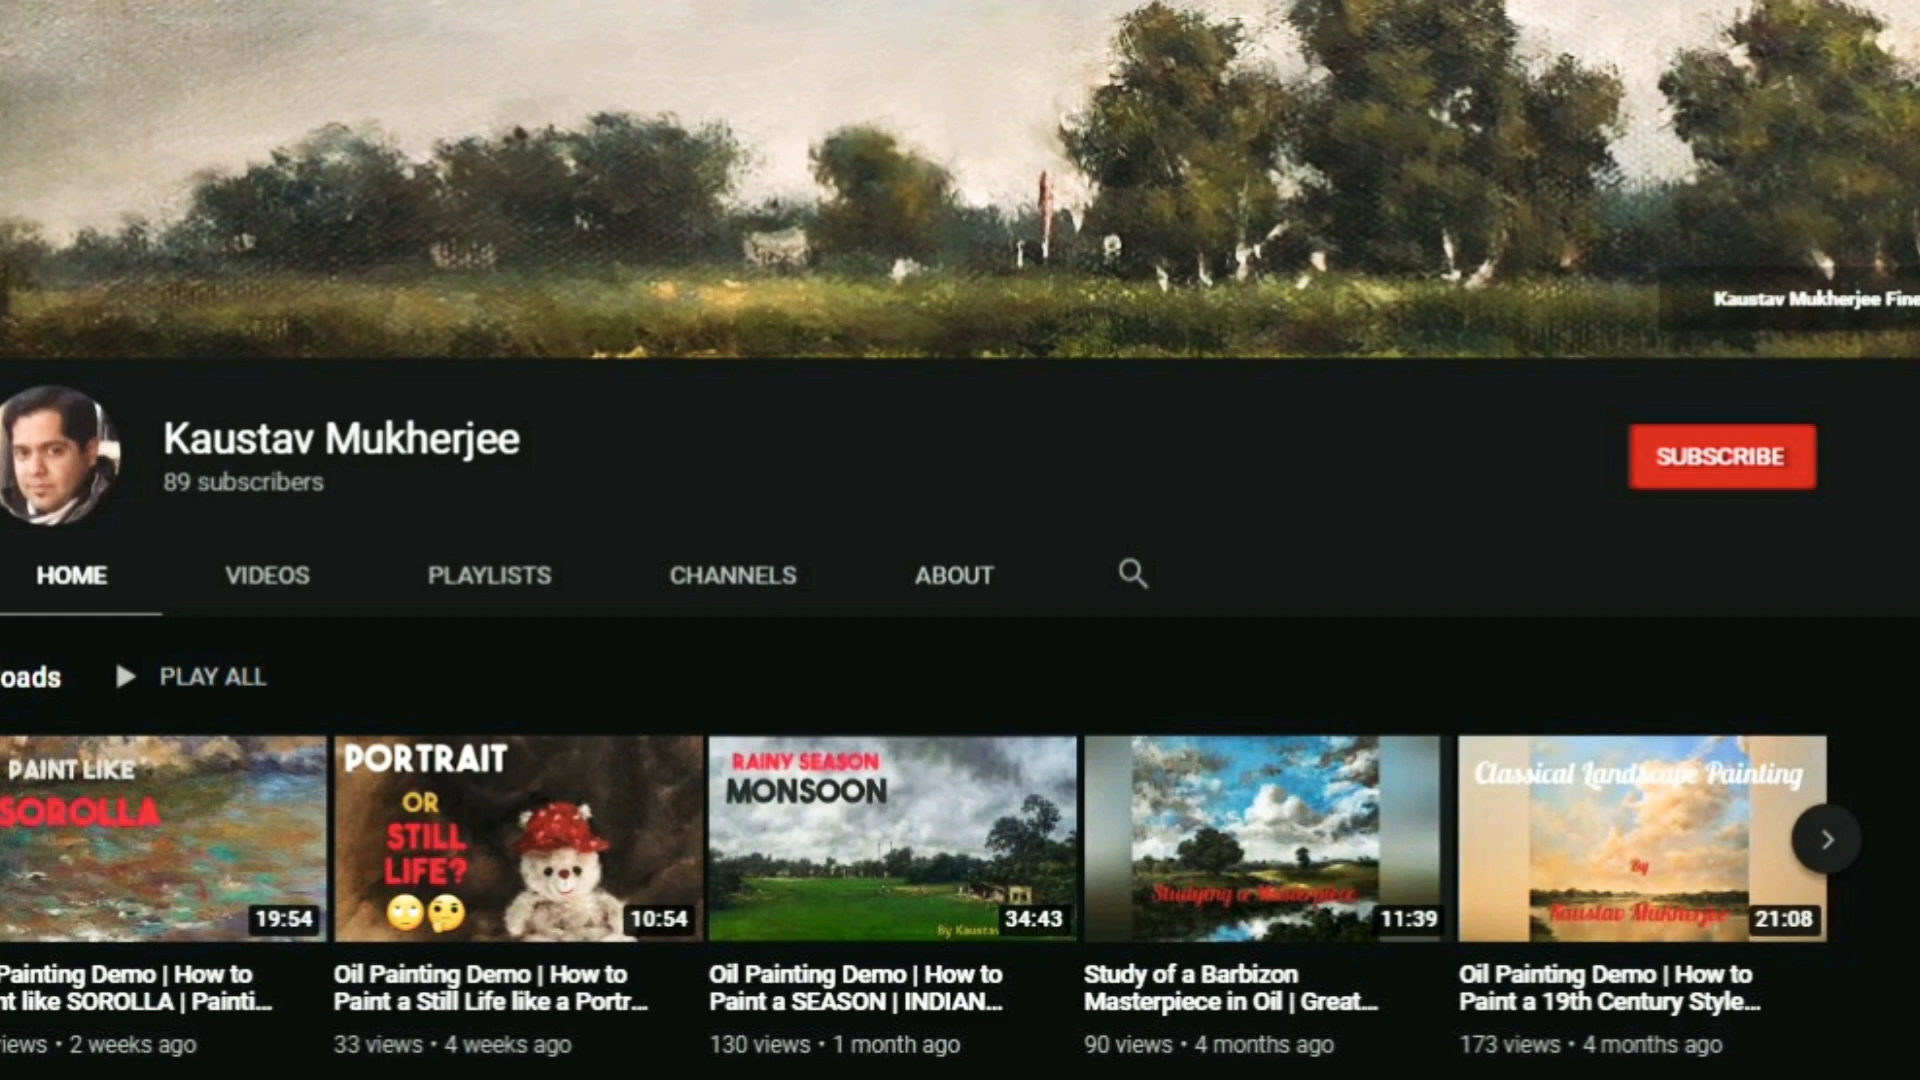 Kaustav Mukherjee Fine
Kaustav Mukherjee
89 subscribers
SUBSCRIBE
HOME VIDEOS PLAYLISTS CHANNELS ABOUT
oads PLAY ALL
PAINT LIKE
SOROLLA
19:54
PORTRAIT
OR
STILL
LIFE?
10:54
RAINY SEASON
MONSOON
By Kaustav
34:43
Studying a Masterpiece
11:39
Classical Landscape Painting
By
Kaustav Mukherjee
21:08
Painting Demo | How to
nt like SOROLLA | Painti...
iews • 2 weeks ago
Oil Painting Demo | How to
Paint a Still Life like a Portr...
33 views • 4 weeks ago
Oil Painting Demo | How to
Paint a SEASON | INDIAN...
130 views • 1 month ago
Study of a Barbizon
Masterpiece in Oil | Great...
90 views • 4 months ago
Oil Painting Demo | How to
Paint a 19th Century Style...
173 views • 4 months ago